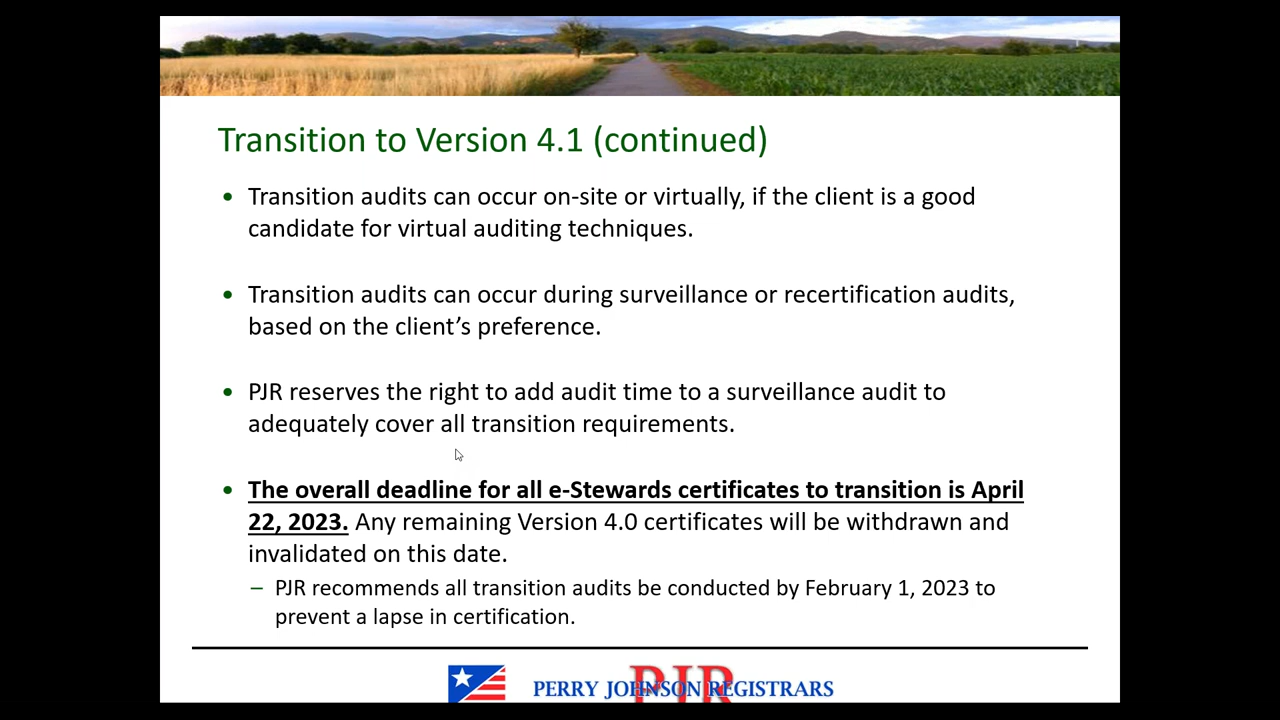 Transition to Version 4.1 (continued)
• Transition audits can occur on-site or virtually, if the client is a good
candidate for virtual auditing techniques.
• Transition audits can occur during surveillance or recertification audits,
based on the client’s preference.
• PJR reserves the right to add audit time to a surveillance audit to
adequately cover all transition requirements.
• The overall deadline for all e-Stewards certificates to transition is April
22, 2023. Any remaining Version 4.0 certificates will be withdrawn and
invalidated on this date.
– PJR recommends all transition audits be conducted by February 1, 2023 to
prevent a lapse in certification.
PJR
PERRY JOHNSON REGISTRARS